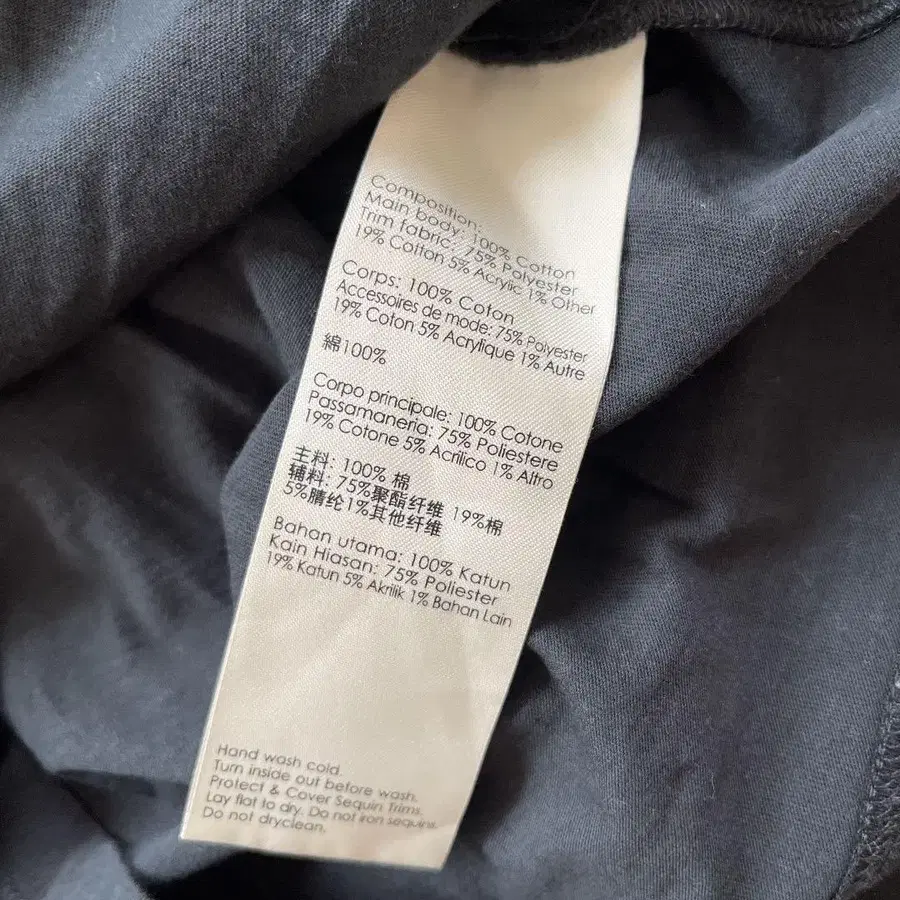 Composition:
Main body: 100% Cotton
Trim fabric: 75% Polyester
19% Cotton 5% Acrylic 1% Other
Corps: 100% Coton
Accessoires de mode: 75% Polyester
19% Coton 5% Acrylique 1% Autre
綿100%
Corpo principale: 100% Cotone
Passamaneria: 75% Poliestere
19% Cotone 5% Acrilico 1% Altro
主料: 100% 棉
辅料: 75%聚酯纤维 19%棉
5%腈纶1%其他纤维
Bahan utama: 100% Katun
Kain Hiasan: 75% Poliester
19% Katun 5% Akrilik 1% Bahan Lain
Hand wash cold.
Turn inside out before wash.
Protect & Cover Sequin Trims.
Lay flat to dry. Do not iron sequins.
Do not dryclean.